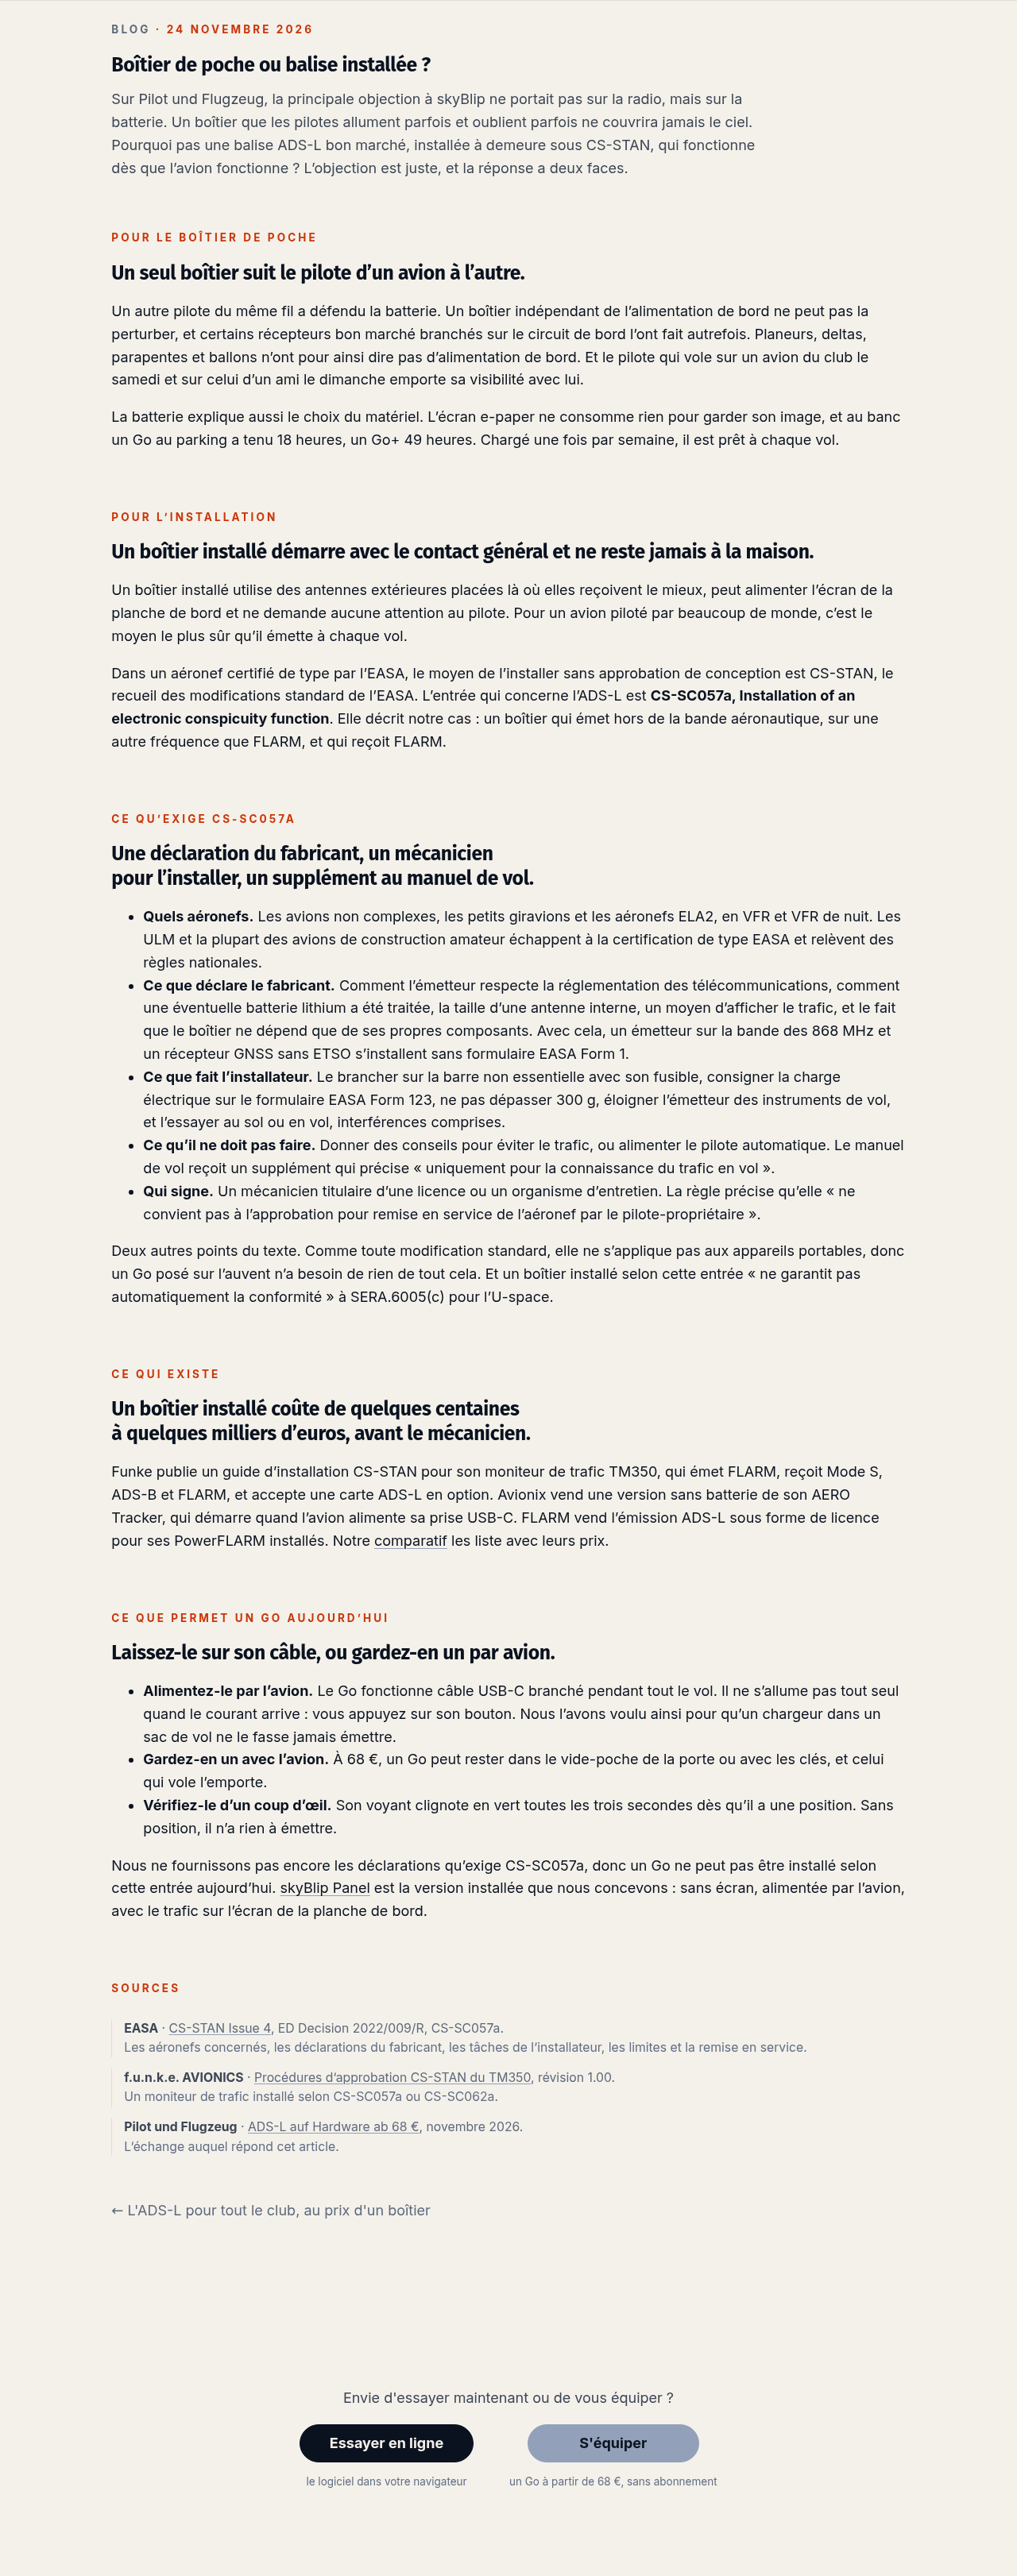 BLOG · 24 NOVEMBRE 2026
Boîtier de poche ou balise installée ?
Sur Pilot und Flugzeug, la principale objection à skyBlip ne portait pas sur la radio, mais sur la
batterie. Un boîtier que les pilotes allument parfois et oublient parfois ne couvrira jamais le ciel.
Pourquoi pas une balise ADS-L bon marché, installée à demeure sous CS-STAN, qui fonctionne
dès que l’avion fonctionne ? L’objection est juste, et la réponse a deux faces.
POUR LE BOÎTIER DE POCHE
Un seul boîtier suit le pilote d’un avion à l’autre.
Un autre pilote du même fil a défendu la batterie. Un boîtier indépendant de l’alimentation de bord ne peut pas la
perturber, et certains récepteurs bon marché branchés sur le circuit de bord l’ont fait autrefois. Planeurs, deltas,
parapentes et ballons n’ont pour ainsi dire pas d’alimentation de bord. Et le pilote qui vole sur un avion du club le
samedi et sur celui d’un ami le dimanche emporte sa visibilité avec lui.
La batterie explique aussi le choix du matériel. L’écran e-paper ne consomme rien pour garder son image, et au banc
un Go au parking a tenu 18 heures, un Go+ 49 heures. Chargé une fois par semaine, il est prêt à chaque vol.
POUR L’INSTALLATION
Un boîtier installé démarre avec le contact général et ne reste jamais à la maison.
Un boîtier installé utilise des antennes extérieures placées là où elles reçoivent le mieux, peut alimenter l’écran de la
planche de bord et ne demande aucune attention au pilote. Pour un avion piloté par beaucoup de monde, c’est le
moyen le plus sûr qu’il émette à chaque vol.
Dans un aéronef certifié de type par l’EASA, le moyen de l’installer sans approbation de conception est CS-STAN, le
recueil des modifications standard de l’EASA. L’entrée qui concerne l’ADS-L est CS-SC057a, Installation of an
electronic conspicuity function. Elle décrit notre cas : un boîtier qui émet hors de la bande aéronautique, sur une
autre fréquence que FLARM, et qui reçoit FLARM.
CE QU’EXIGE CS-SC057A
Une déclaration du fabricant, un mécanicien
pour l’installer, un supplément au manuel de vol.
• Quels aéronefs. Les avions non complexes, les petits giravions et les aéronefs ELA2, en VFR et VFR de nuit. Les
ULM et la plupart des avions de construction amateur échappent à la certification de type EASA et relèvent des
règles nationales.
• Ce que déclare le fabricant. Comment l’émetteur respecte la réglementation des télécommunications, comment
une éventuelle batterie lithium a été traitée, la taille d’une antenne interne, un moyen d’afficher le trafic, et le fait
que le boîtier ne dépend que de ses propres composants. Avec cela, un émetteur sur la bande des 868 MHz et
un récepteur GNSS sans ETSO s’installent sans formulaire EASA Form 1.
• Ce que fait l’installateur. Le brancher sur la barre non essentielle avec son fusible, consigner la charge
électrique sur le formulaire EASA Form 123, ne pas dépasser 300 g, éloigner l’émetteur des instruments de vol,
et l’essayer au sol ou en vol, interférences comprises.
• Ce qu’il ne doit pas faire. Donner des conseils pour éviter le trafic, ou alimenter le pilote automatique. Le manuel
de vol reçoit un supplément qui précise « uniquement pour la connaissance du trafic en vol ».
• Qui signe. Un mécanicien titulaire d’une licence ou un organisme d’entretien. La règle précise qu’elle « ne
convient pas à l’approbation pour remise en service de l’aéronef par le pilote-propriétaire ».
Deux autres points du texte. Comme toute modification standard, elle ne s’applique pas aux appareils portables, donc
un Go posé sur l’auvent n’a besoin de rien de tout cela. Et un boîtier installé selon cette entrée « ne garantit pas
automatiquement la conformité » à SERA.6005(c) pour l’U-space.
CE QUI EXISTE
Un boîtier installé coûte de quelques centaines
à quelques milliers d’euros, avant le mécanicien.
Funke publie un guide d’installation CS-STAN pour son moniteur de trafic TM350, qui émet FLARM, reçoit Mode S,
ADS-B et FLARM, et accepte une carte ADS-L en option. Avionix vend une version sans batterie de son AERO
Tracker, qui démarre quand l’avion alimente sa prise USB-C. FLARM vend l’émission ADS-L sous forme de licence
pour ses PowerFLARM installés. Notre comparatif les liste avec leurs prix.
CE QUE PERMET UN GO AUJOURD’HUI
Laissez-le sur son câble, ou gardez-en un par avion.
• Alimentez-le par l’avion. Le Go fonctionne câble USB-C branché pendant tout le vol. Il ne s’allume pas tout seul
quand le courant arrive : vous appuyez sur son bouton. Nous l’avons voulu ainsi pour qu’un chargeur dans un
sac de vol ne le fasse jamais émettre.
• Gardez-en un avec l’avion. À 68 €, un Go peut rester dans le vide-poche de la porte ou avec les clés, et celui
qui vole l’emporte.
• Vérifiez-le d’un coup d’œil. Son voyant clignote en vert toutes les trois secondes dès qu’il a une position. Sans
position, il n’a rien à émettre.
Nous ne fournissons pas encore les déclarations qu’exige CS-SC057a, donc un Go ne peut pas être installé selon
cette entrée aujourd’hui. skyBlip Panel est la version installée que nous concevons : sans écran, alimentée par l’avion,
avec le trafic sur l’écran de la planche de bord.
SOURCES
EASA · CS-STAN Issue 4, ED Decision 2022/009/R, CS-SC057a.
Les aéronefs concernés, les déclarations du fabricant, les tâches de l’installateur, les limites et la remise en service.
f.u.n.k.e. AVIONICS · Procédures d’approbation CS-STAN du TM350, révision 1.00.
Un moniteur de trafic installé selon CS-SC057a ou CS-SC062a.
Pilot und Flugzeug · ADS-L auf Hardware ab 68 €, novembre 2026.
L’échange auquel répond cet article.
← L'ADS-L pour tout le club, au prix d'un boîtier
Envie d'essayer maintenant ou de vous équiper ?
Essayer en ligne
S'équiper
le logiciel dans votre navigateur
un Go à partir de 68 €, sans abonnement